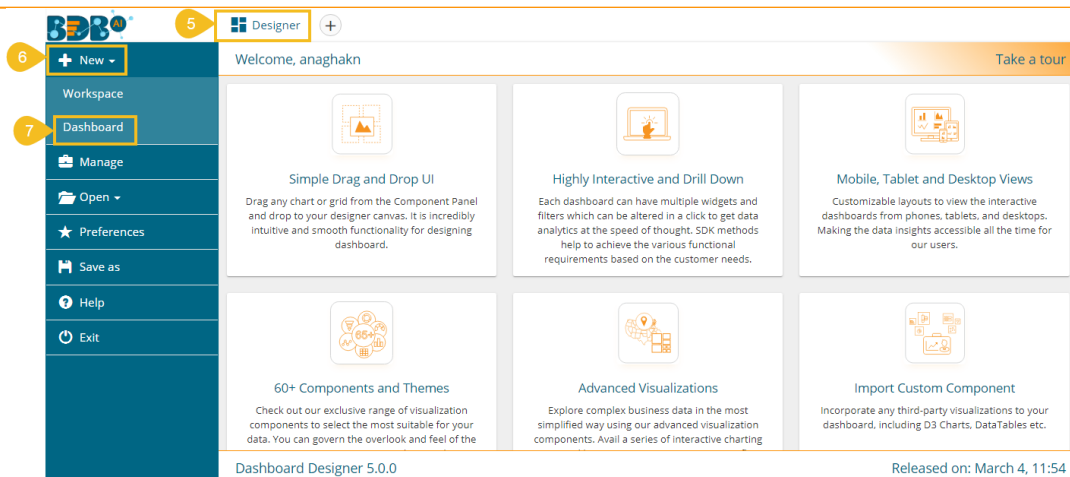 BDB AI
5
Designer
6
New
Welcome, anaghakn
Take a tour
Workspace
7
Dashboard
Manage
Open
Preferences
Save as
Help
Exit
Simple Drag and Drop UI
Drag any chart or grid from the Component Panel
and drop to your designer canvas. It is incredibly
intuitive and smooth functionality for designing
dashboard.
Highly Interactive and Drill Down
Each dashboard can have multiple widgets and
filters which can be altered in a click to get data
analytics at the speed of thought. SDK methods
help to achieve the various functional
requirements based on the customer needs.
Mobile, Tablet and Desktop Views
Customizable layouts to view the interactive
dashboards from phones, tablets, and desktops.
Making the data insights accessible all the time for
our users.
65+
60+ Components and Themes
Check out our exclusive range of visualization
components to select the most suitable for your
data. You can govern the overlook and feel of the
Advanced Visualizations
Explore complex business data in the most
simplified way using our advanced visualization
components. Avail a series of interactive charting
Import Custom Component
Incorporate any third-party visualizations to your
dashboard, including D3 Charts, DataTables etc.
Dashboard Designer 5.0.0
Released on: March 4, 11:54